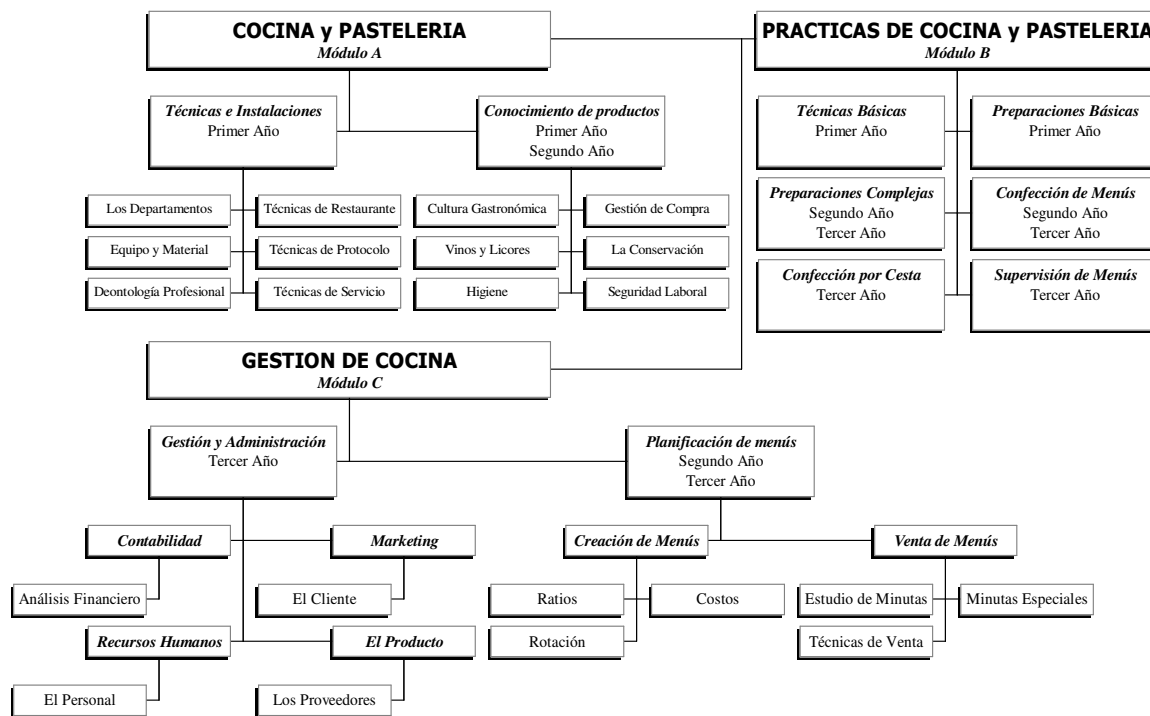 COCINA y PASTELERIA
Módulo A
PRACTICAS DE COCINA y PASTELERIA
Módulo B
Técnicas e Instalaciones
Primer Año
Conocimiento de productos
Primer Año
Segundo Año
Técnicas Básicas
Primer Año
Preparaciones Básicas
Primer Año
Los Departamentos
Técnicas de Restaurante
Cultura Gastronómica
Gestión de Compra
Equipo y Material
Técnicas de Protocolo
Vinos y Licores
La Conservación
Deontología Profesional
Técnicas de Servicio
Higiene
Seguridad Laboral
Preparaciones Complejas
Segundo Año
Tercer Año
Confección de Menús
Segundo Año
Tercer Año
Confección por Cesta
Tercer Año
Supervisión de Menús
Tercer Año
GESTION DE COCINA
Módulo C
Gestión y Administración
Tercer Año
Planificación de menús
Segundo Año
Tercer Año
Contabilidad
Marketing
Creación de Menús
Venta de Menús
Análisis Financiero
El Cliente
Ratios
Costos
Estudio de Minutas
Minutas Especiales
Recursos Humanos
El Producto
Rotación
Técnicas de Venta
El Personal
Los Proveedores